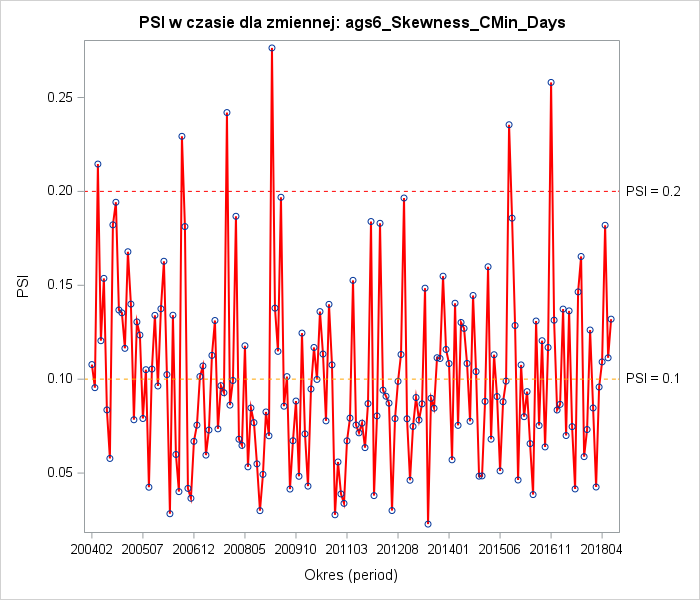 PSI w czasie dla zmiennej: ags6_Skewness_CMin_Days
0.25
0.20
0.15
0.10
0.05
PSI
PSI = 0.2
PSI = 0.1
200402 200507 200612 200805 200910 201103 201208 201401 201506 201611 201804
Okres (period)